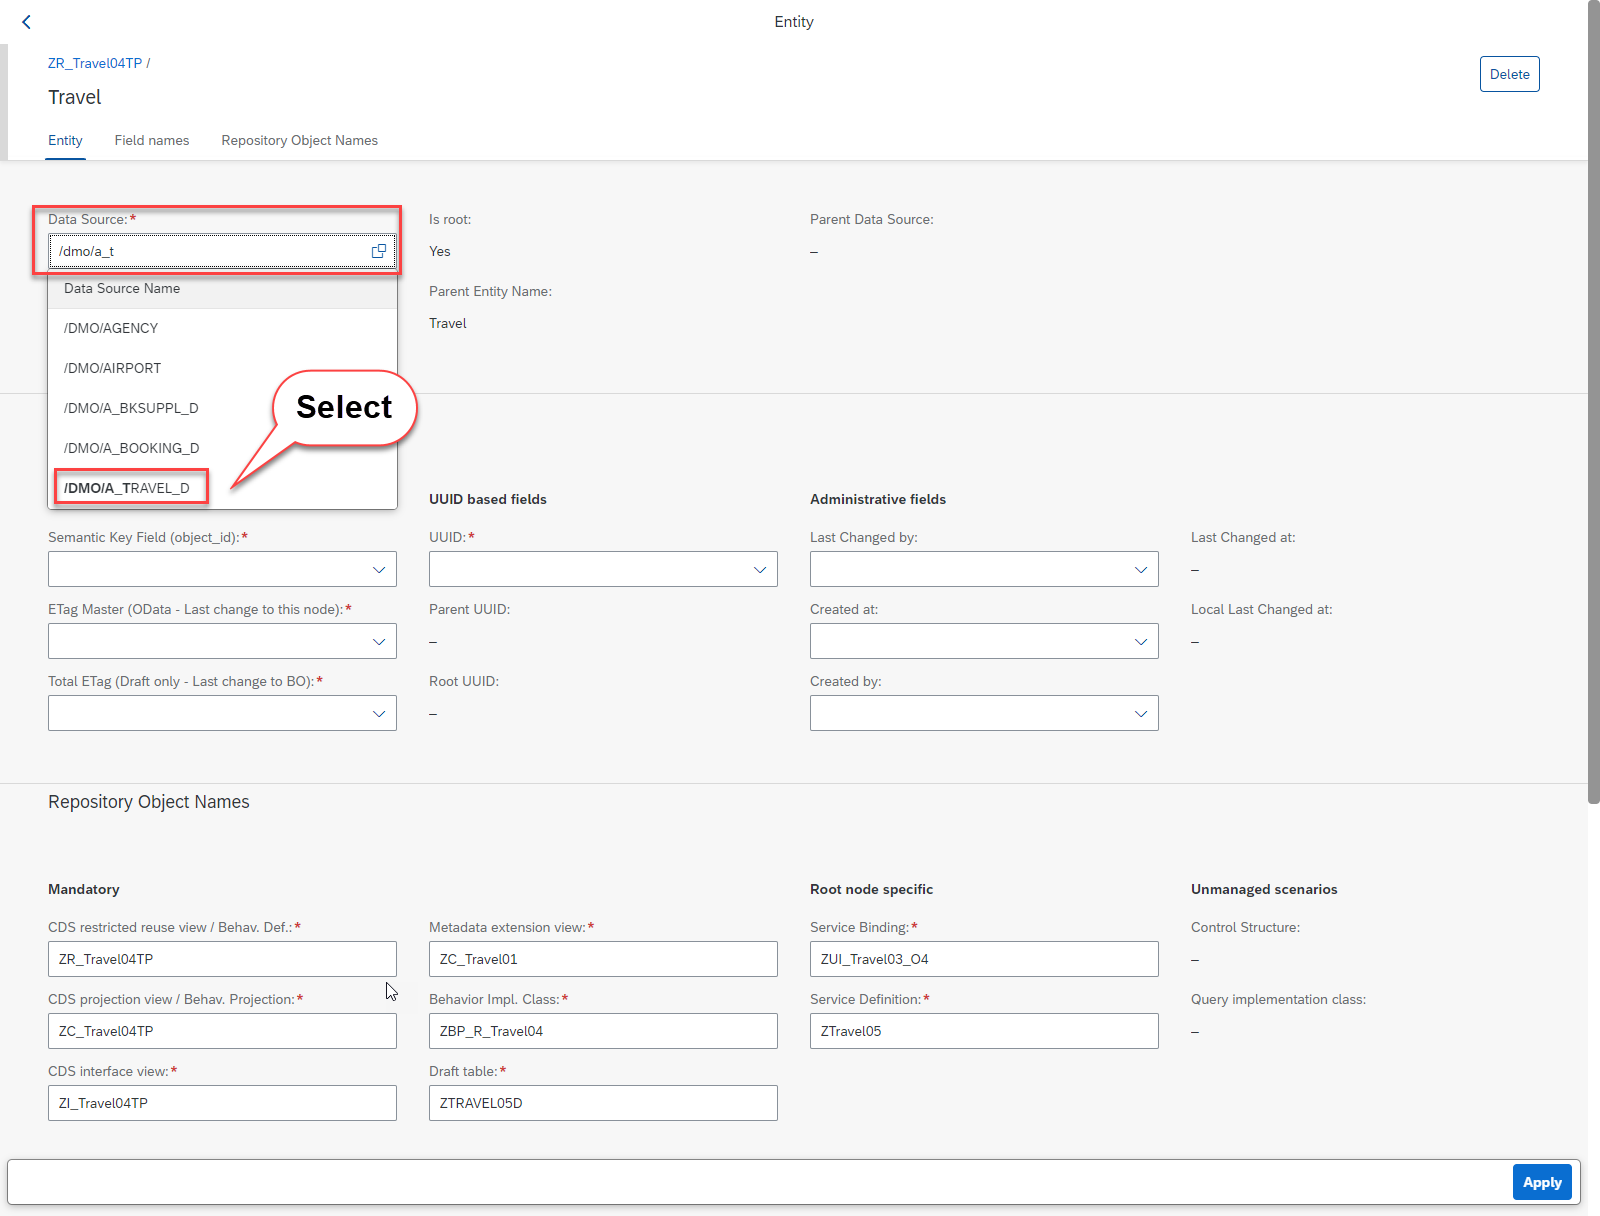 Entity
ZR_Travel04TP /
Delete
Travel
Entity
Field names
Repository Object Names
Data Source:*
/dmo/a_t
Data Source Name
/DMO/AGENCY
/DMO/AIRPORT
/DMO/A_BKSUPPL_D
/DMO/A_BOOKING_D
/DMO/A_TRAVEL_D
Select
Is root:
Yes
Parent Entity Name:
Travel
Parent Data Source:
–
UUID based fields
Administrative fields
Semantic Key Field (object_id):*
UUID:*
Last Changed by:
Last Changed at:
–
ETag Master (OData - Last change to this node):*
Parent UUID:
–
Created at:
Local Last Changed at:
–
Total ETag (Draft only - Last change to BO):*
Root UUID:
–
Created by:
Repository Object Names
Mandatory
Root node specific
Unmanaged scenarios
CDS restricted reuse view / Behav. Def.:*
ZR_Travel04TP
Metadata extension view:*
ZC_Travel01
Service Binding:*
ZUI_Travel03_O4
Control Structure:
–
CDS projection view / Behav. Projection:*
ZC_Travel04TP
Behavior Impl. Class:*
ZBP_R_Travel04
Service Definition:*
ZTravel05
Query implementation class:
–
CDS interface view:*
ZI_Travel04TP
Draft table:*
ZTRAVEL05D
Apply